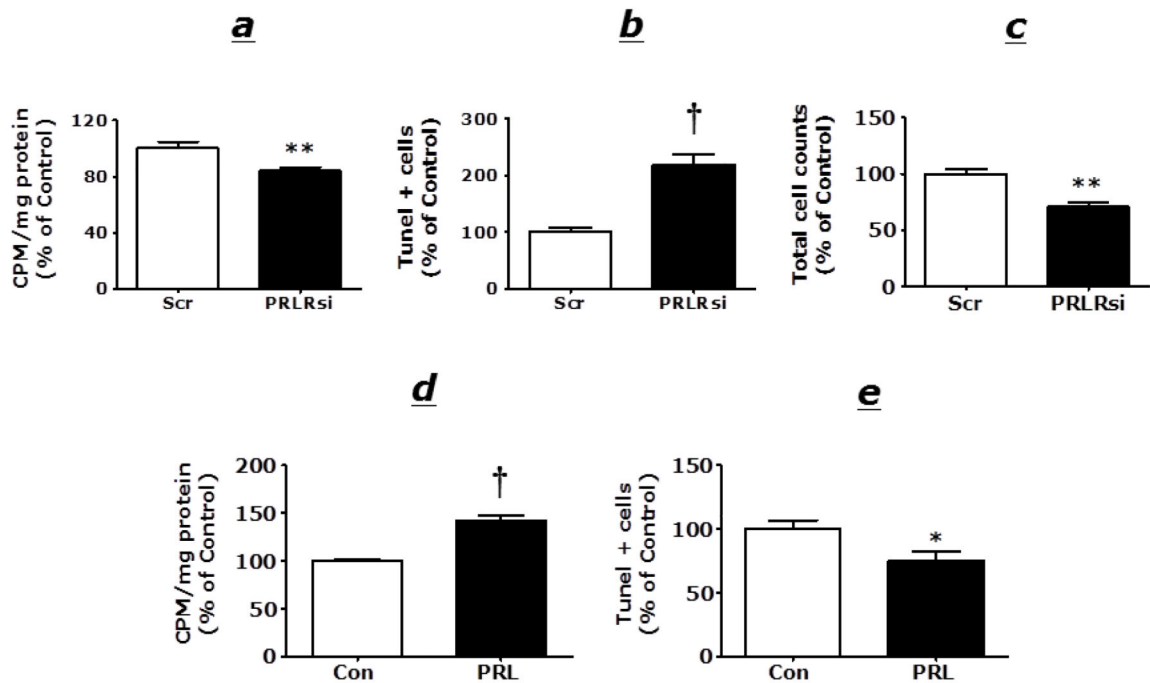 a
CPM/mg protein
(% of Control)
120
80
40
0
**
Scr
PRLRsi
b
Tunel + cells
(% of Control)
300
200
100
0
†
Scr
PRLRsi
c
Total cell counts
(% of Control)
150
100
50
0
**
Scr
PRLRsi
d
CPM/mg protein
(% of Control)
200
150
100
50
0
†
Con
PRL
e
Tunel + cells
(% of Control)
150
100
50
0
*
Con
PRL